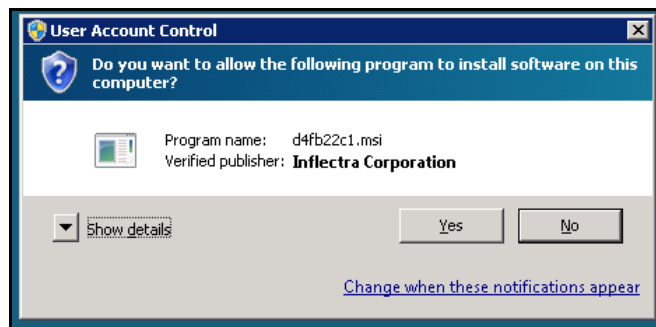 User Account Control
Do you want to allow the following program to install software on this
computer?
Program name: d4fb22c1.msi
Verified publisher: Inflectra Corporation
Show details
Yes
No
Change when these notifications appear